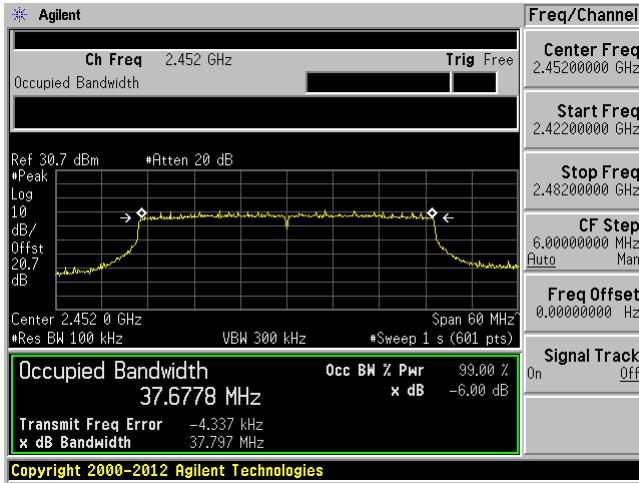 Agilent
Freq/Channel
Ch Freq 2.452 GHz Trig Free
Occupied Bandwidth
Center Freq
2.45200000 GHz
Start Freq
2.42200000 GHz
Stop Freq
2.48200000 GHz
CF Step
6.00000000 MHz
Auto Man
Freq Offset
0.00000000 Hz
Signal Track
On Off
Ref 30.7 dBm #Atten 20 dB
#Peak
Log
10
dB/
Offst
20.7
dB
Center 2.452 0 GHz Span 60 MHz^
#Res BW 100 kHz VBW 300 kHz #Sweep 1 s (601 pts)
Occupied Bandwidth Occ BW % Pwr 99.00 %
37.6778 MHz x dB -6.00 dB
Transmit Freq Error -4.337 kHz
x dB Bandwidth 37.797 MHz
Copyright 2000-2012 Agilent Technologies